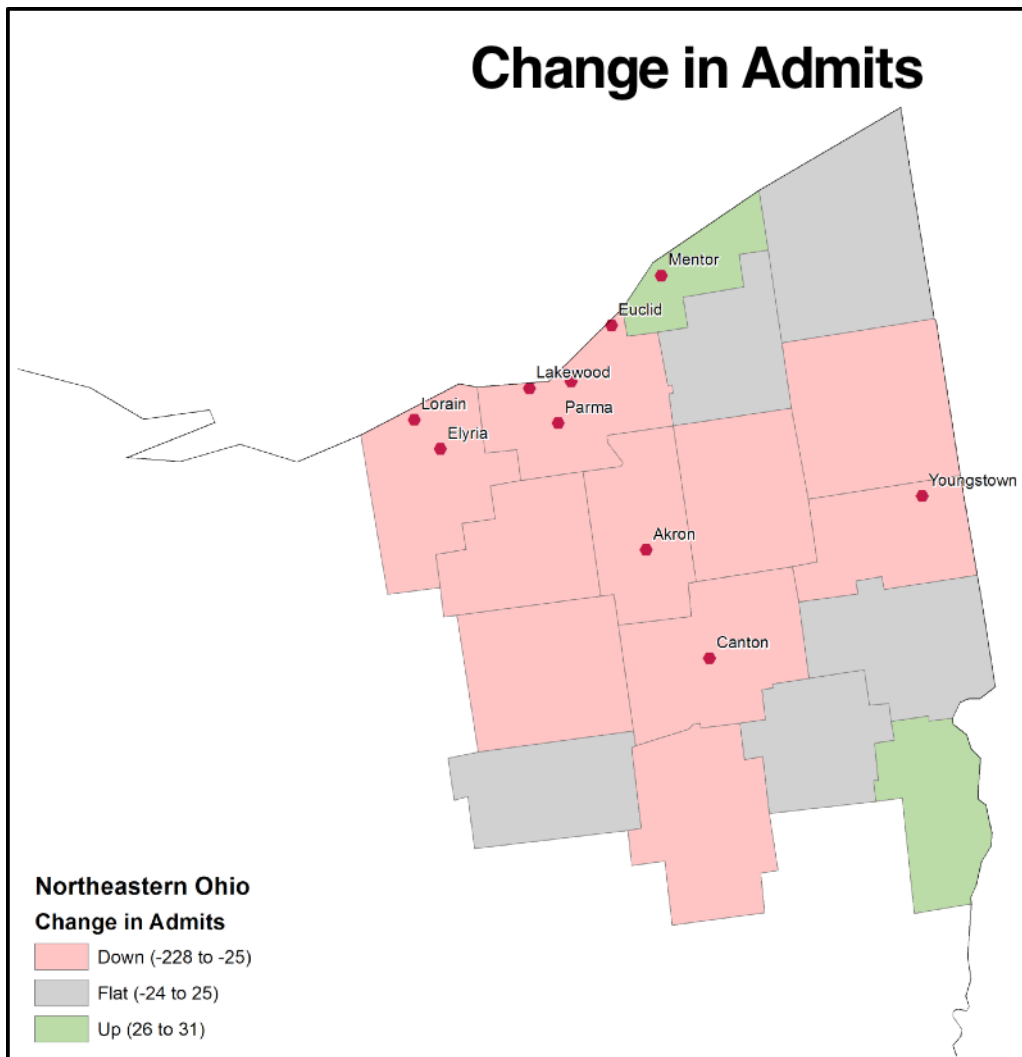 Change in Admits
Mentor
Euclid
Lakewood
Lorain
Parma
Elyria
Youngstown
Akron
Canton
Northeastern Ohio
Change in Admits
Down (-228 to -25)
Flat (-24 to 25)
Up (26 to 31)